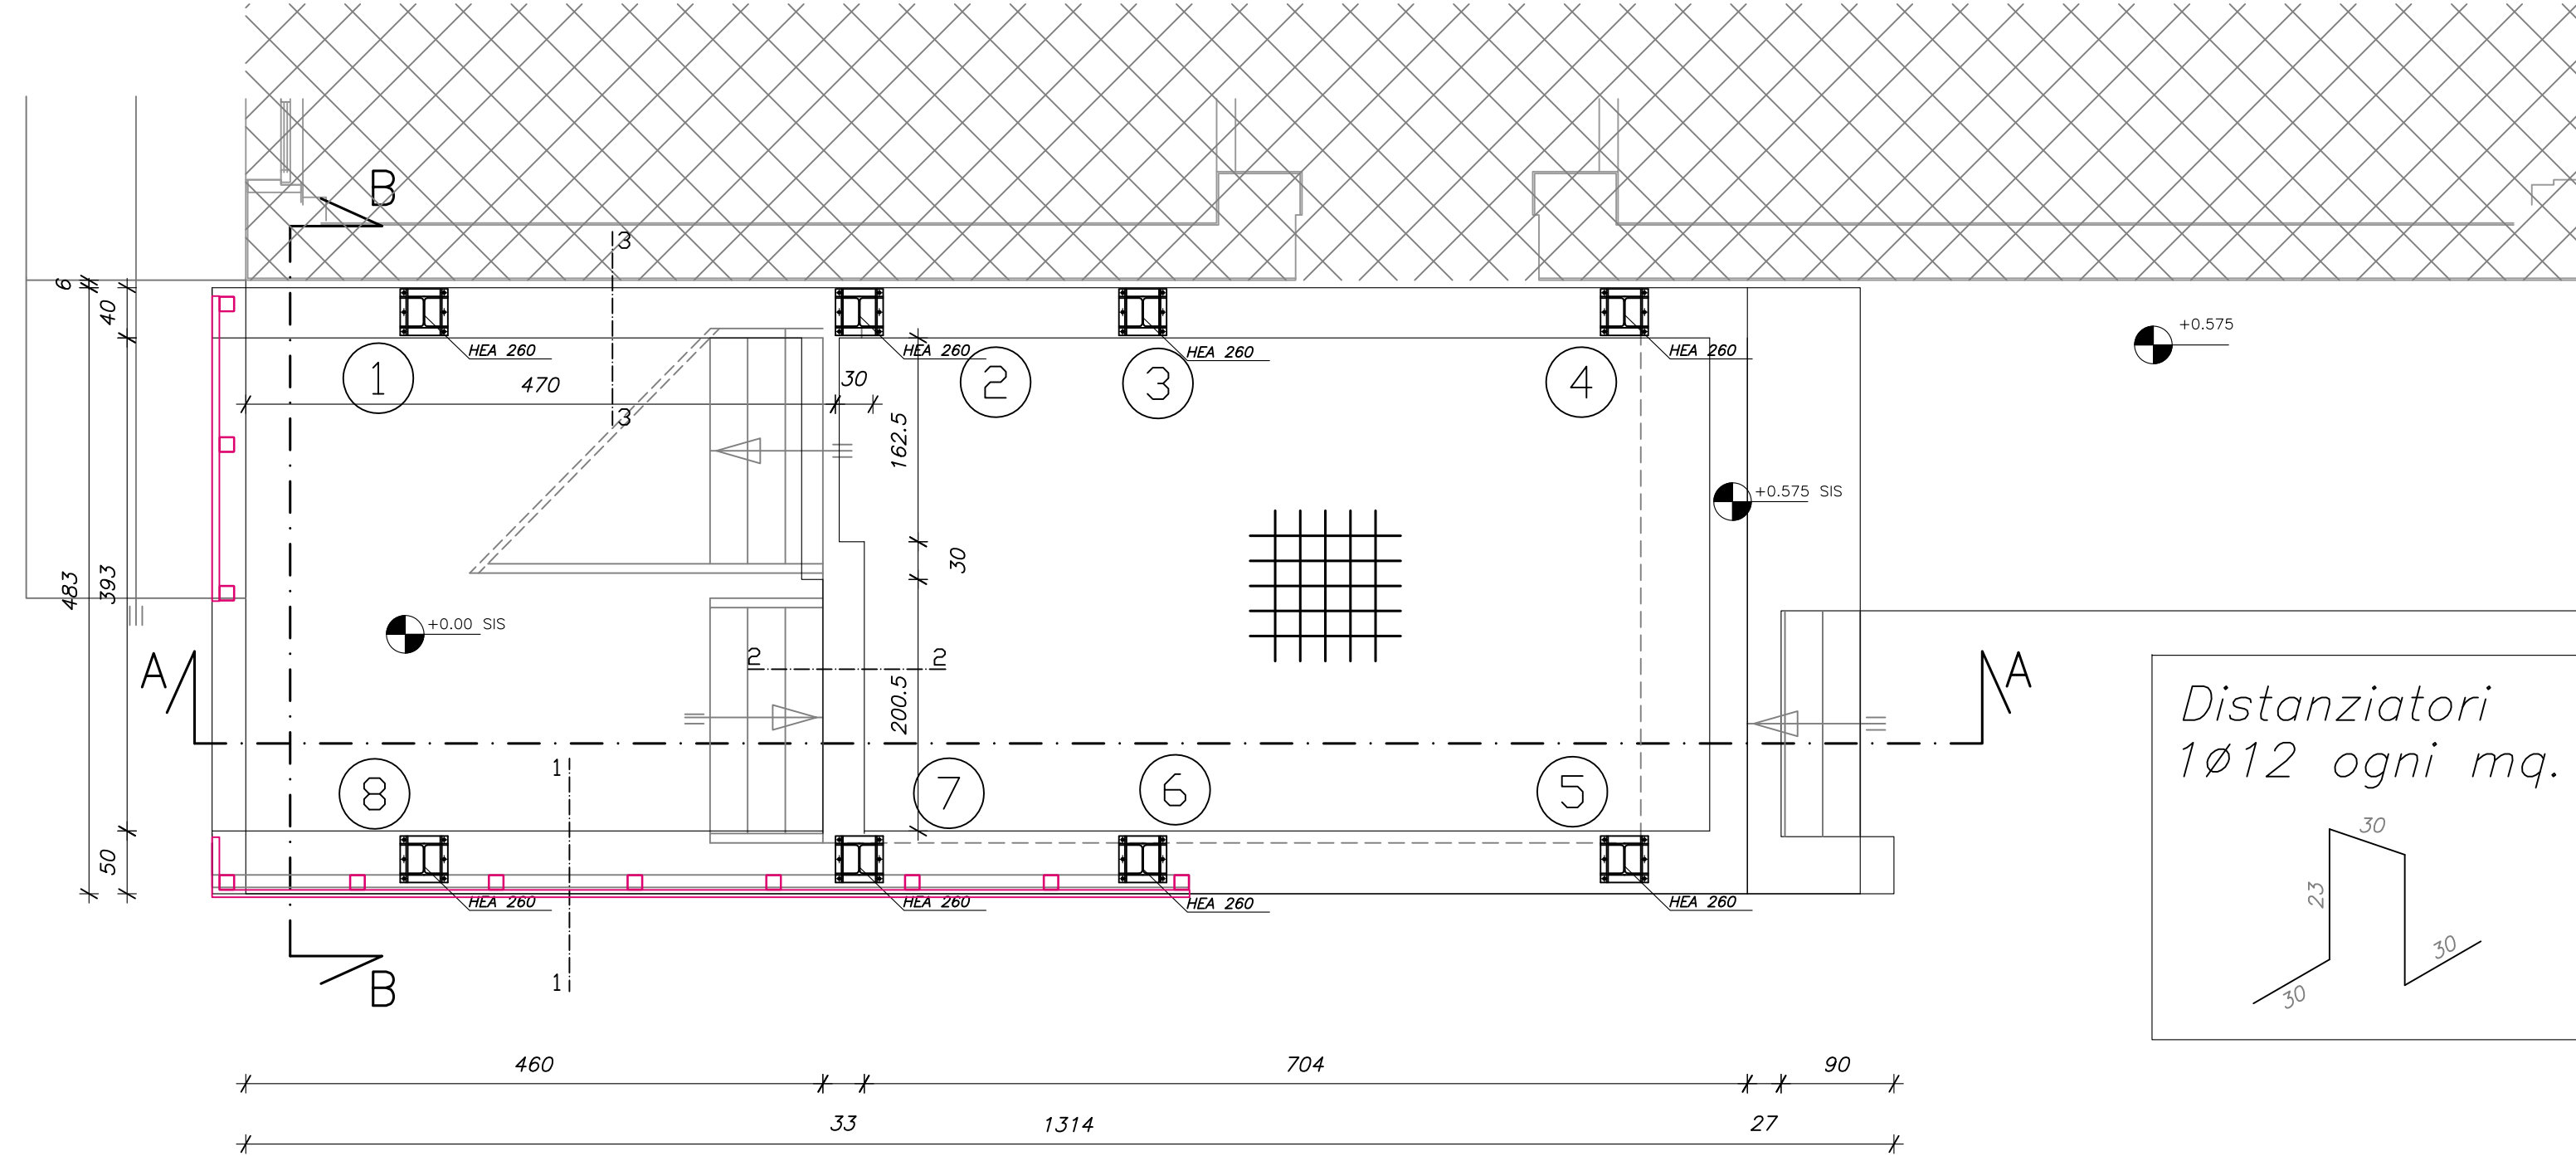 B
3
6
40
+0.575
HEA 260
HEA 260
HEA 260
HEA 260
1
470
30
2
3
4
3
162.5
+0.575 SIS
30
483
393
+0.00 SIS
A
2
2
A
200.5
Distanziatori
1ø12 ogni mq.
1
8
7
6
5
30
50
23
HEA 260
HEA 260
HEA 260
HEA 260
30
30
1
B
460
704
90
33
1314
27